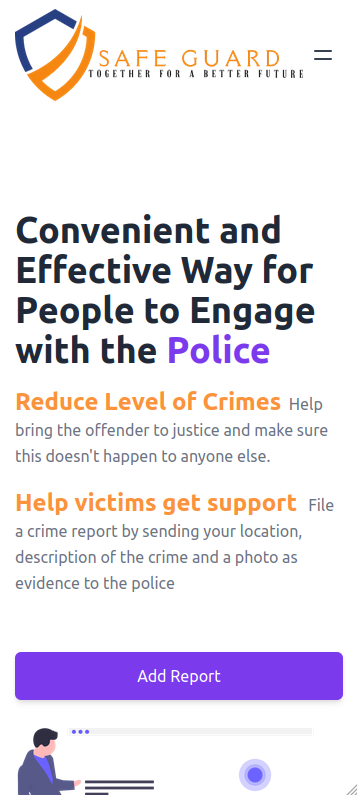 SAFE GUARD
TOGETHER FOR A BETTER FUTURE
Convenient and
Effective Way for
People to Engage
with the Police
Reduce Level of Crimes Help
bring the offender to justice and make sure
this doesn't happen to anyone else.
Help victims get support File
a crime report by sending your location,
description of the crime and a photo as
evidence to the police
Add Report